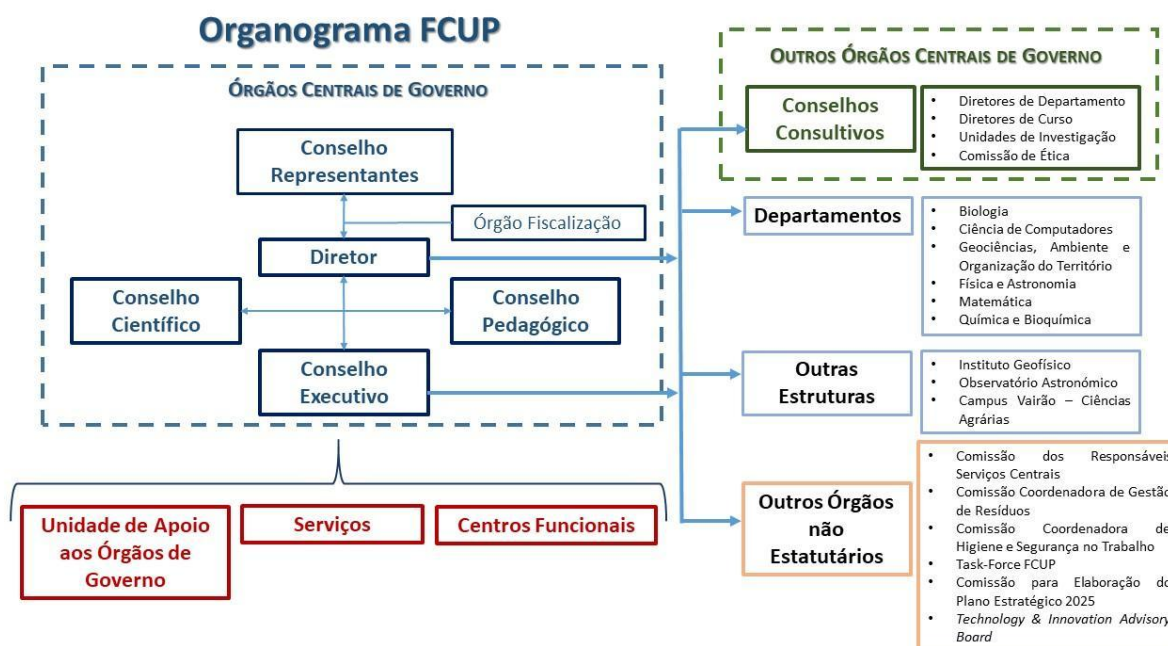 Organograma FCUP
ÓRGÃOS CENTRAIS DE GOVERNO
Conselho
Representantes
Órgão Fiscalização
Diretor
Conselho
Científico
Conselho
Pedagógico
Conselho
Executivo
Unidade de Apoio
aos Órgãos de
Governo
Serviços
Centros Funcionais
OUTROS ÓRGÃOS CENTRAIS DE GOVERNO
Conselhos
Consultivos
• Diretores de Departamento
• Diretores de Curso
• Unidades de Investigação
• Comissão de Ética
Departamentos
• Biologia
• Ciência de Computadores
• Geociências, Ambiente e
Organização do Território
• Física e Astronomia
• Matemática
• Química e Bioquímica
Outras
Estruturas
• Instituto Geofísico
• Observatório Astronómico
• Campus Vairão – Ciências
Agrárias
Outros Órgãos
não
Estatutários
• Comissão dos Responsáveis
Serviços Centrais
• Comissão Coordenadora de Gestão
de Resíduos
• Comissão Coordenadora de
Higiene e Segurança no Trabalho
• Task-Force FCUP
• Comissão para Elaboração do
Plano Estratégico 2025
• Technology & Innovation Advisory
Board